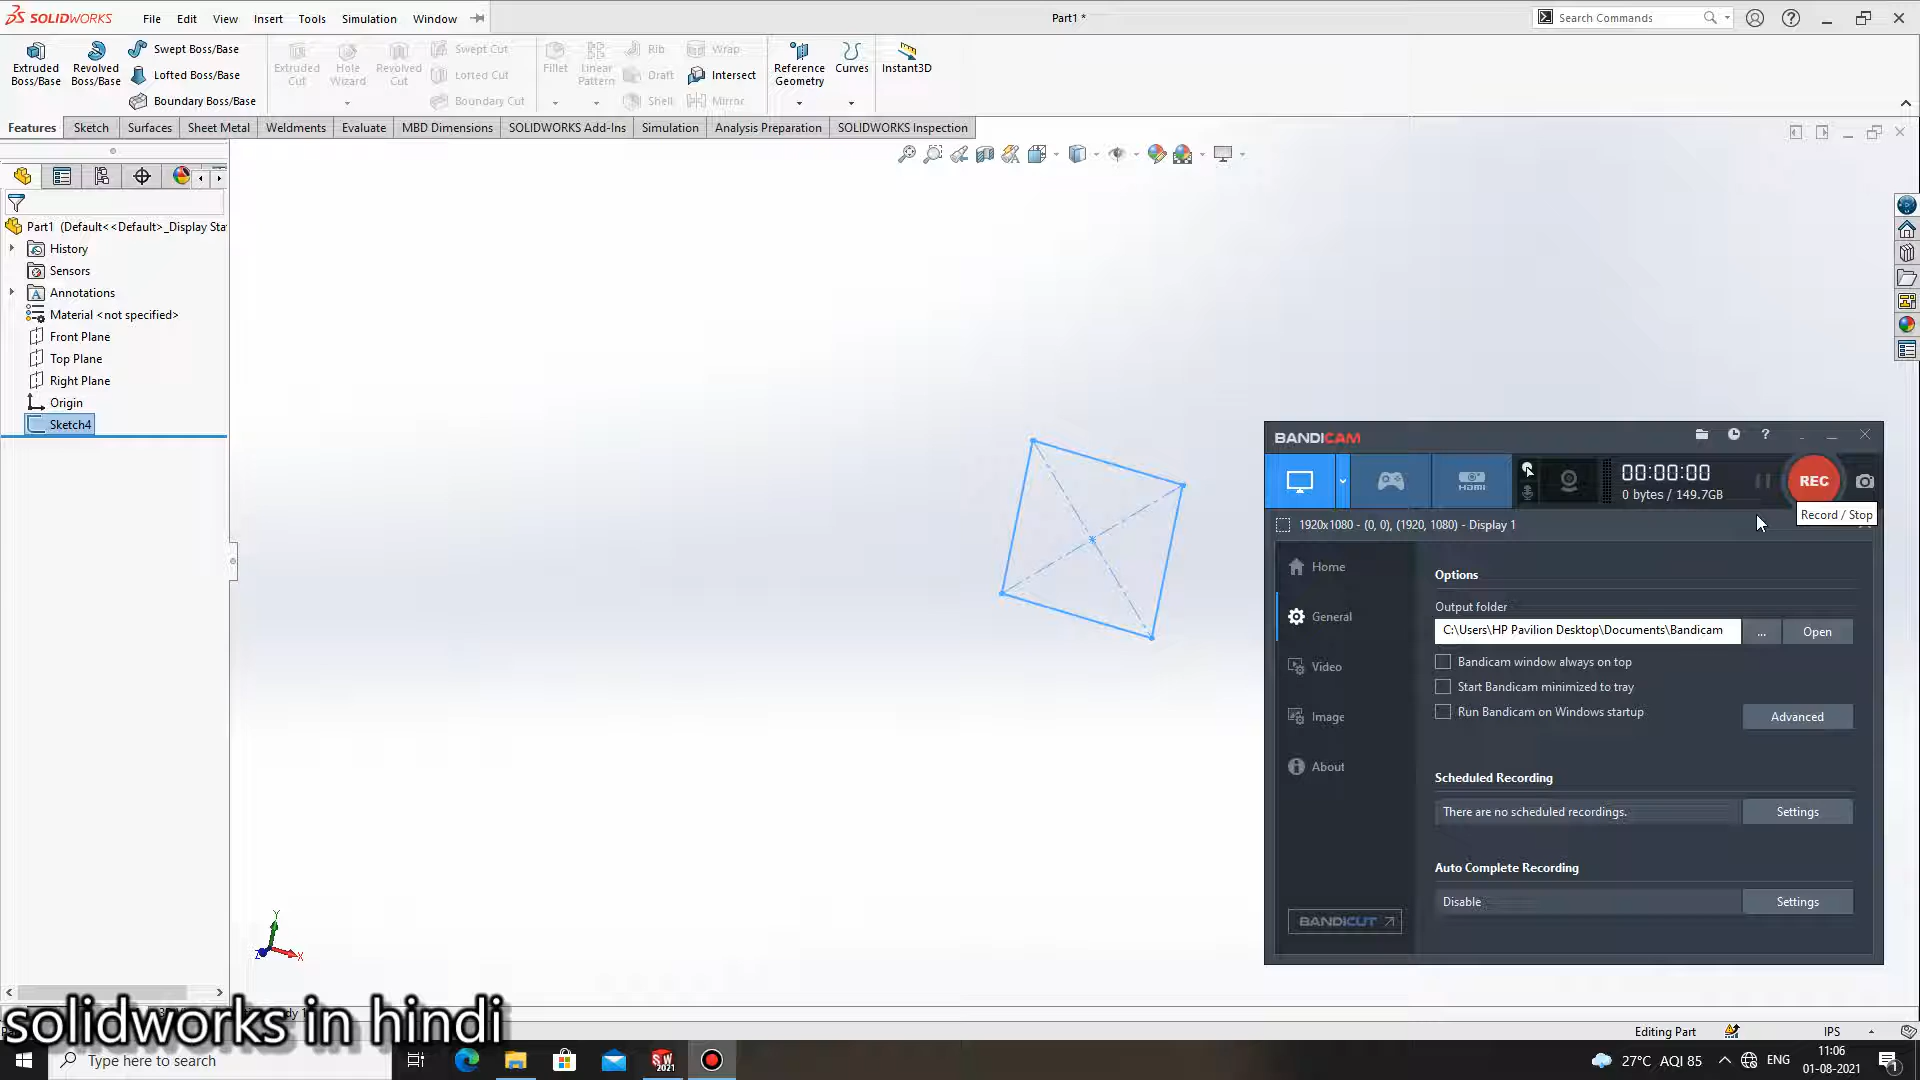 SOLIDWORKS File Edit View Insert Tools Simulation Window Part1 * Search Commands
Extruded Boss/Base
Revolved Boss/Base
Swept Boss/Base
Lofted Boss/Base
Boundary Boss/Base
Extruded Cut
Hole Wizard
Revolved Cut
Swept Cut
Lofted Cut
Boundary Cut
Fillet
Linear Pattern
Rib
Draft
Shell
Wrap
Intersect
Mirror
Reference Geometry
Curves
Instant3D
Features Sketch Surfaces Sheet Metal Weldments Evaluate MBD Dimensions SOLIDWORKS Add-Ins Simulation Analysis Preparation SOLIDWORKS Inspection
Part1 (Default<<Default>_Display Sta
History
Sensors
Annotations
Material <not specified>
Front Plane
Top Plane
Right Plane
Origin
Sketch4
Y
X
Z
BANDICAM
HDMI
00:00:00
0 bytes / 149.7GB
REC
Record / Stop
1920x1080 - (0, 0), (1920, 1080) - Display 1
Home
General
Video
Image
About
BANDICUT
Options
Output folder
C:\Users\HP Pavilion Desktop\Documents\Bandicam ... Open
Bandicam window always on top
Start Bandicam minimized to tray
Run Bandicam on Windows startup
Advanced
Scheduled Recording
There are no scheduled recordings. Settings
Auto Complete Recording
Disable Settings
solidworks in hindi
Editing Part IPS
Type here to search
SW 2021
27°C AQI 85 ENG
11:06
01-08-2021
1